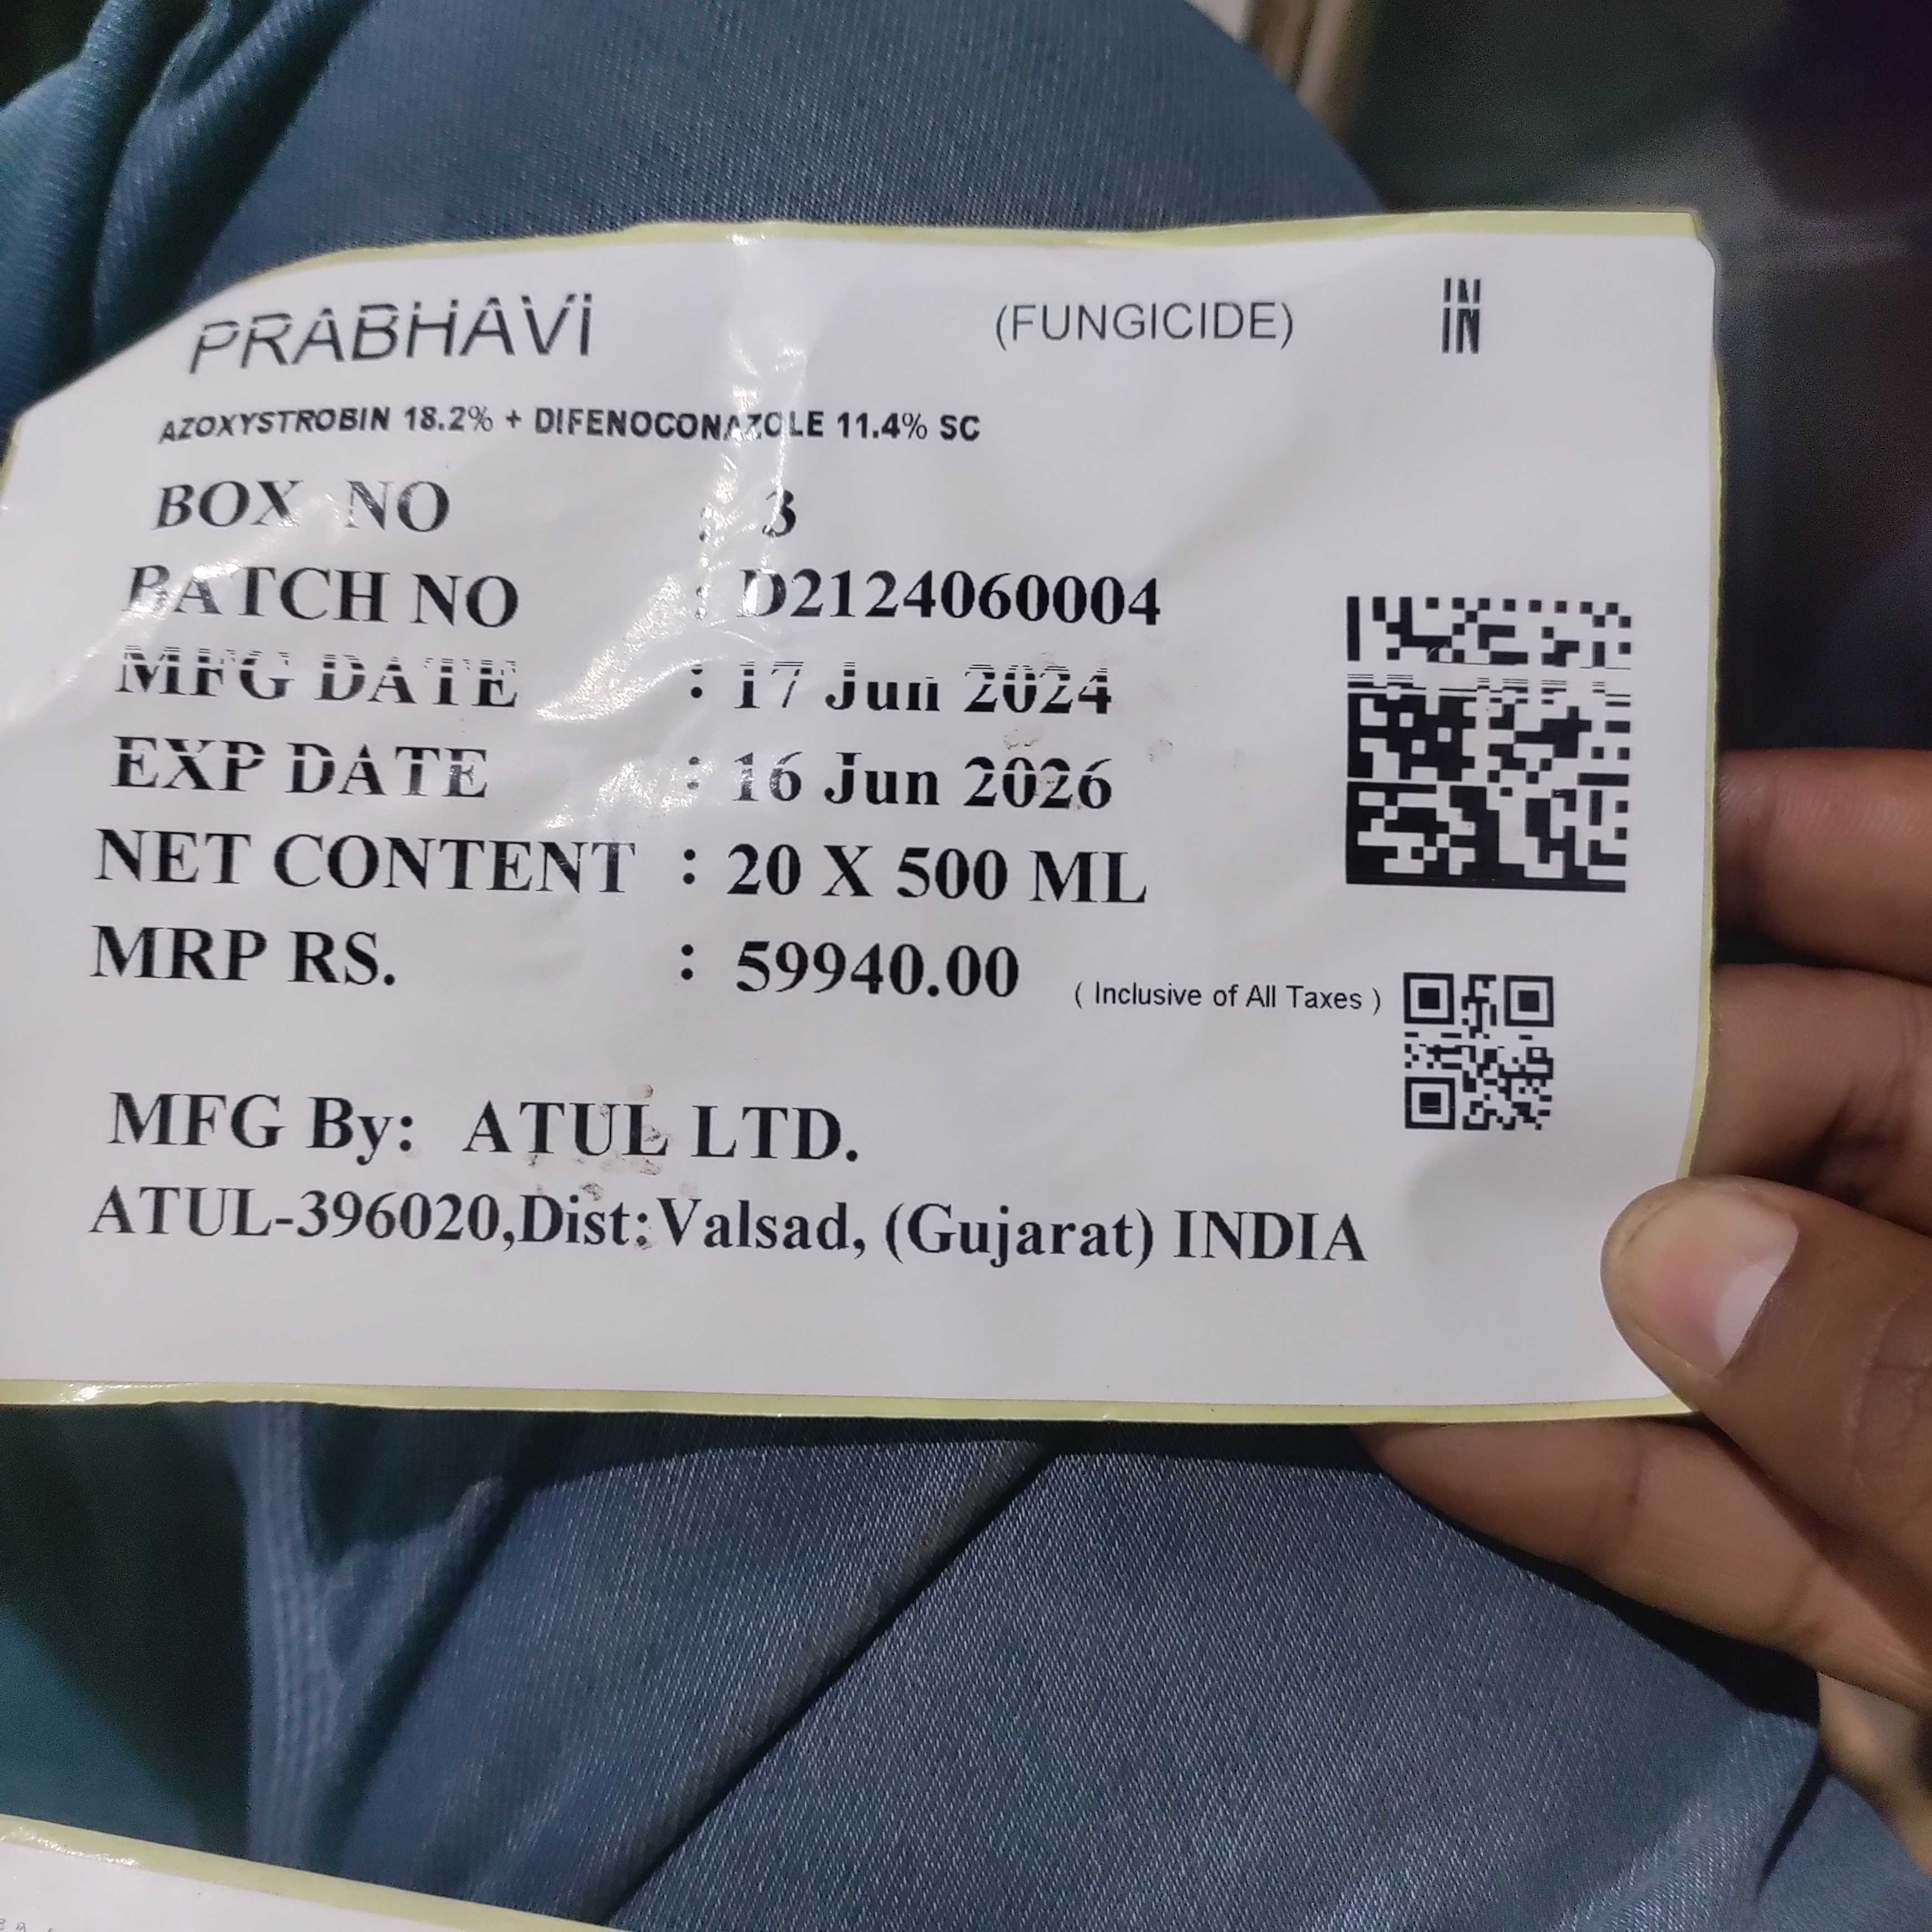 PRABHAVI (FUNGICIDE) IN
AZOXYSTROBIN 18.2% + DIFENOCONAZOLE 11.4% SC
BOX NO : 3
BATCH NO : D2124060004
MFG DATE : 17 Jun 2024
EXP DATE : 16 Jun 2026
NET CONTENT : 20 X 500 ML
MRP RS. : 59940.00 ( Inclusive of All Taxes )
MFG By: ATUL LTD.
ATUL-396020,Dist:Valsad, (Gujarat) INDIA